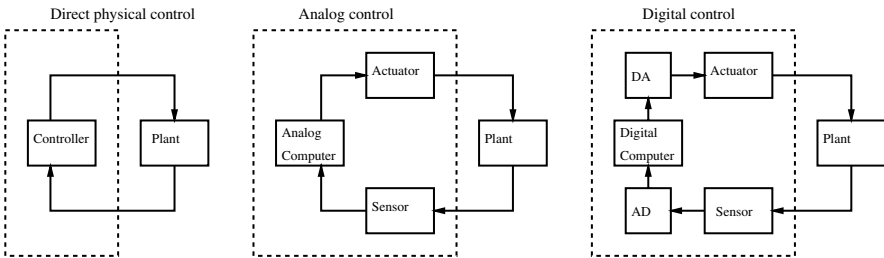 Direct physical control
Controller
Plant
Analog control
Actuator
Analog
Computer
Plant
Sensor
Digital control
DA
Actuator
Digital
Computer
Plant
AD
Sensor